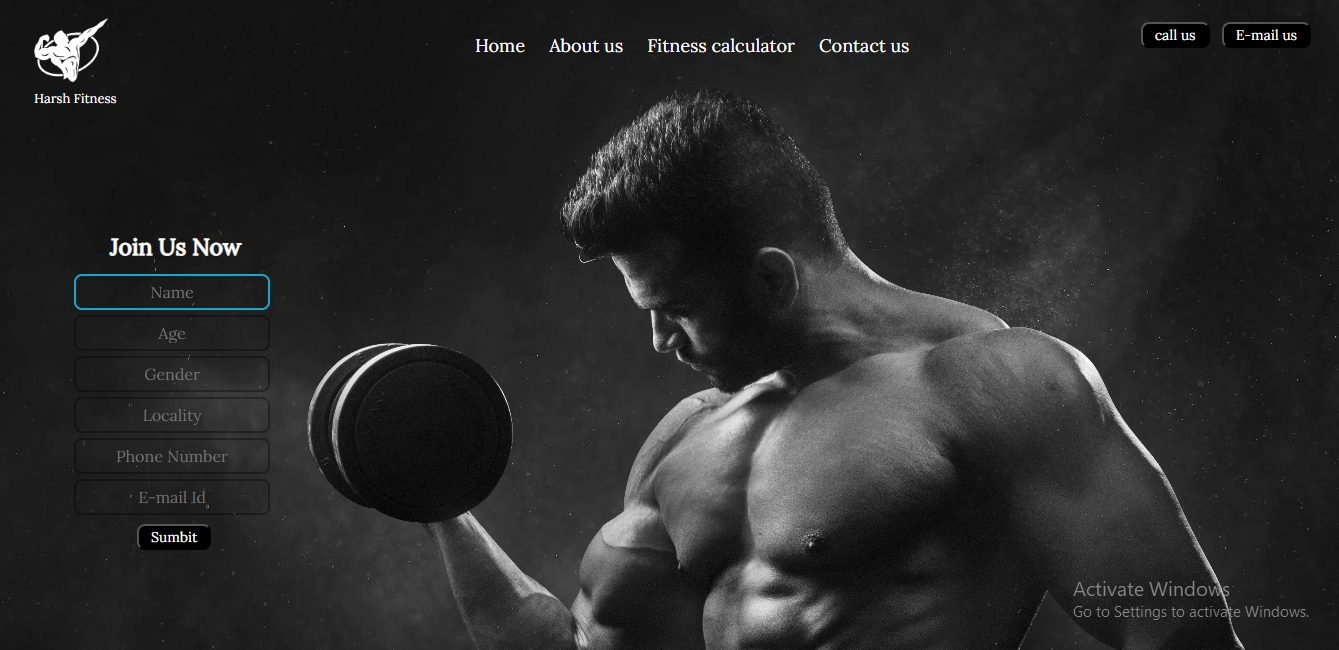 Home About us Fitness calculator Contact us
call us E-mail us
Harsh Fitness
Join Us Now
Name
Age
Gender
Locality
Phone Number
E-mail Id
Sumbit
Activate Windows
Go to Settings to activate Windows.